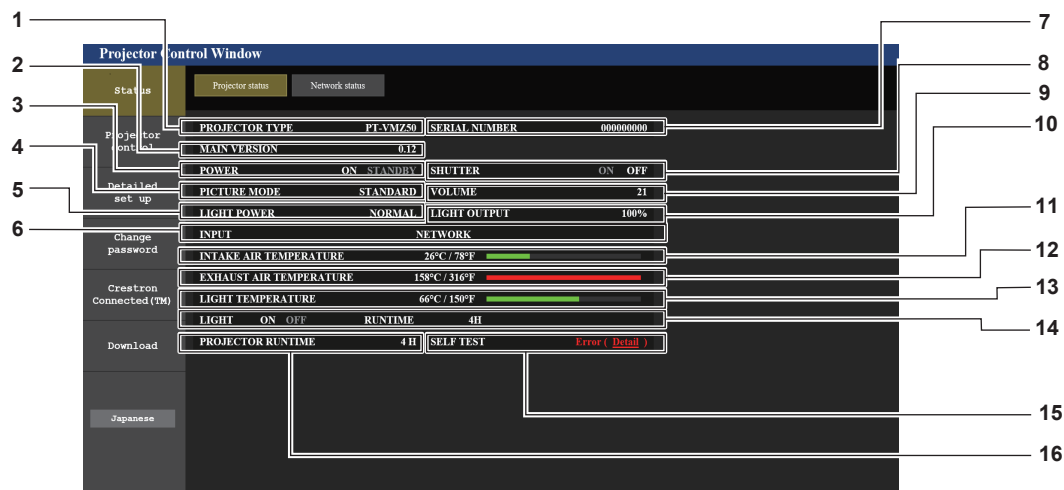 1
7
Projector Control Window
2
8
Status
Projector status Network status
3
9
10
PROJECTOR TYPE PT-VMZ50 SERIAL NUMBER 000000000
Projector control
MAIN VERSION 0.12
4
POWER ON STANDBY SHUTTER ON OFF
5
Detailed set up
PICTURE MODE STANDARD VOLUME 21
11
LIGHT POWER NORMAL LIGHT OUTPUT 100%
6
INPUT NETWORK
Change password
12
INTAKE AIR TEMPERATURE 26°C / 78°F
EXHAUST AIR TEMPERATURE 158°C / 316°F
13
Crestron Connected(TM)
LIGHT TEMPERATURE 66°C / 150°F
14
LIGHT ON OFF RUNTIME 4H
Download
PROJECTOR RUNTIME 4 H SELF TEST Error ( Detail )
15
Japanese
16